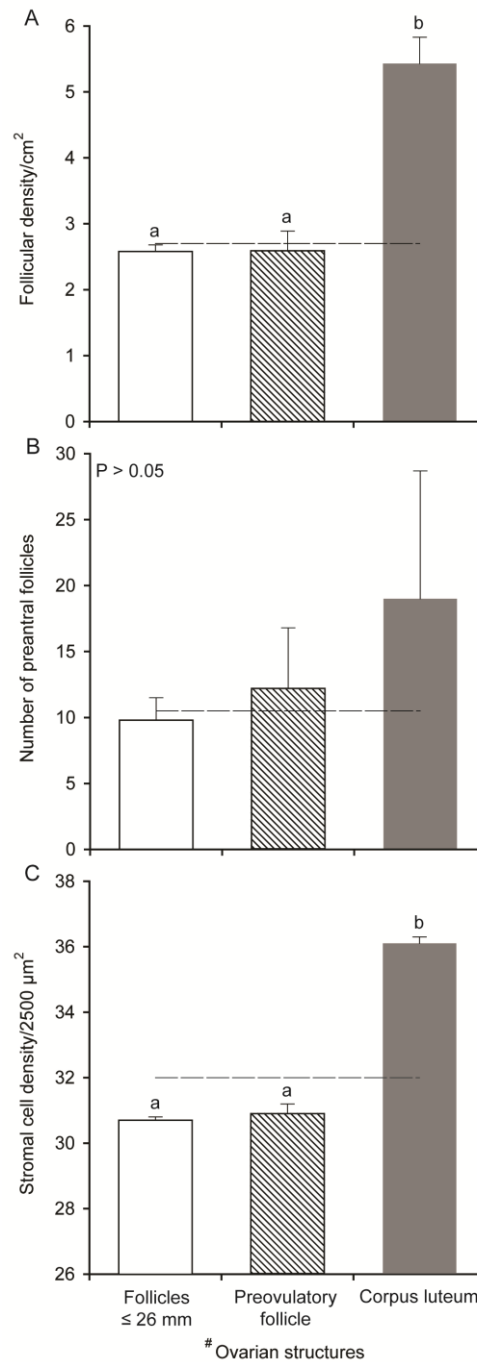 A
Follicular density/cm²
6
5
4
3
2
1
0
a
a
b
B
Number of preantral follicles
30
25
20
15
10
5
0
P > 0.05
C
Stromal cell density/2500 µm²
38
36
34
32
30
28
26
a
a
b
Follicles
≤ 26 mm
Preovulatory
follicle
Corpus luteum
# Ovarian structures